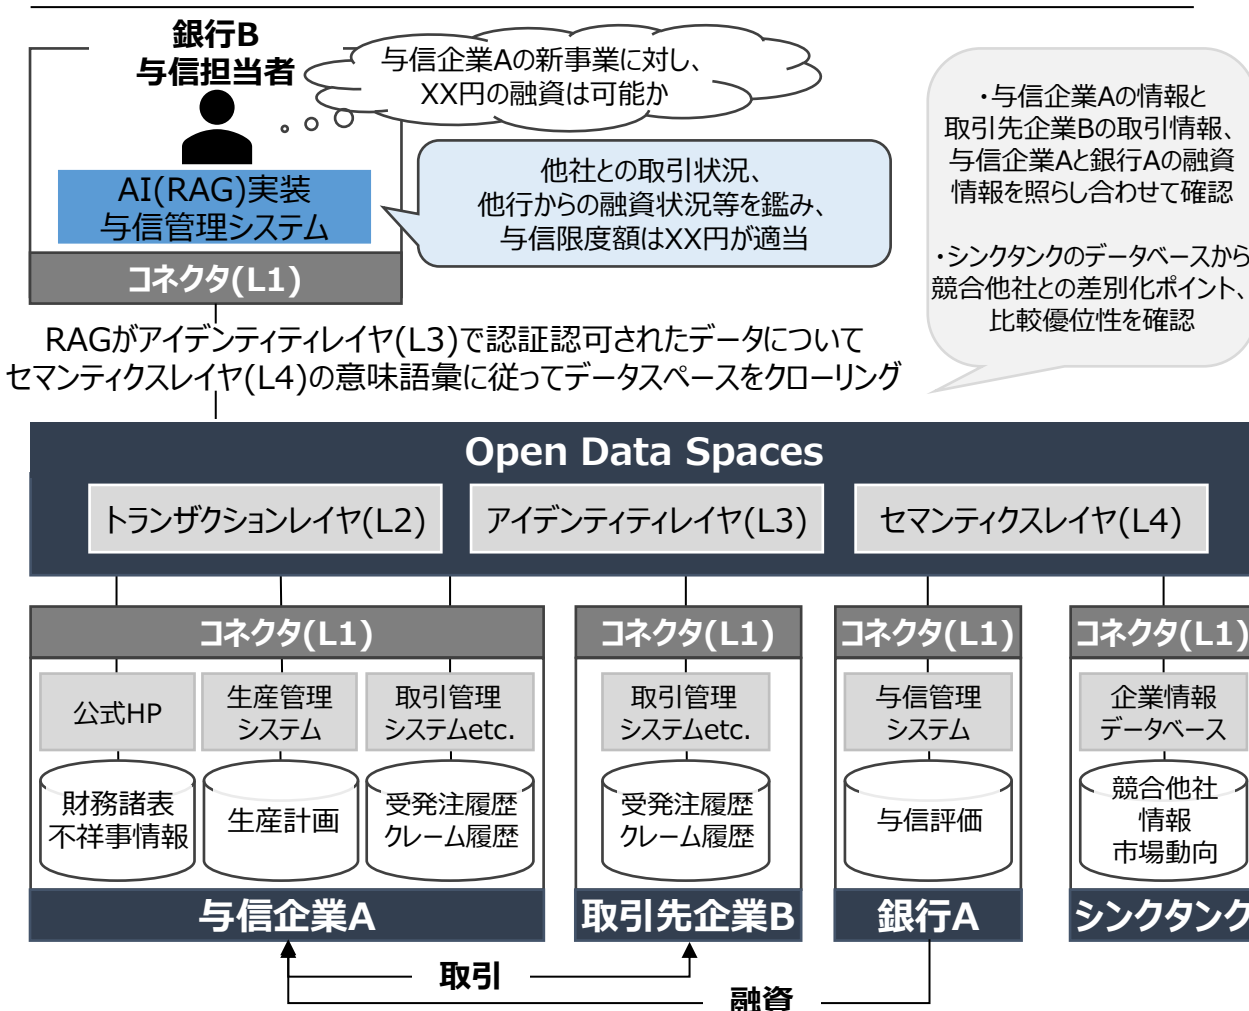 銀行B
与信担当者
与信企業Aの新事業に対し、
XX円の融資は可能か
AI(RAG)実装
与信管理システム
他社との取引状況、
他行からの融資状況等を鑑み、
与信限度額はXX円が適当
コネクタ(L1)
・与信企業Aの情報と
取引先企業Bの取引情報、
与信企業Aと銀行Aの融資
情報を照らし合わせて確認
・シンクタンクのデータベースから
競合他社との差別化ポイント、
比較優位性を確認
RAGがアイデンティティレイヤ(L3)で認証認可されたデータについて
セマンティクスレイヤ(L4)の意味語彙に従ってデータスペースをクローリング
Open Data Spaces
トランザクションレイヤ(L2)
アイデンティティレイヤ(L3)
セマンティクスレイヤ(L4)
コネクタ(L1)
公式HP
生産管理
システム
取引管理
システムetc.
財務諸表
不祥事情報
生産計画
受発注履歴
クレーム履歴
与信企業A
コネクタ(L1)
取引管理
システムetc.
受発注履歴
クレーム履歴
取引先企業B
コネクタ(L1)
与信管理
システム
与信評価
銀行A
コネクタ(L1)
企業情報
データベース
競合他社
情報
市場動向
シンクタンク
取引
融資